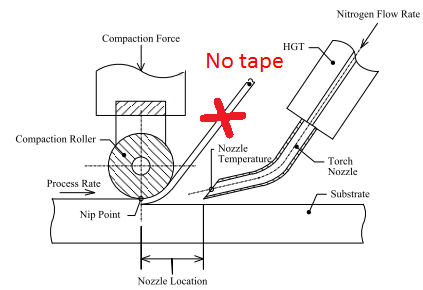 Nitrogen Flow Rate
Compaction Force
HGT
No tape
Compaction Roller
Nozzle
Temperature
Torch
Nozzle
Process Rate
Substrate
Nip Point
Nozzle Location